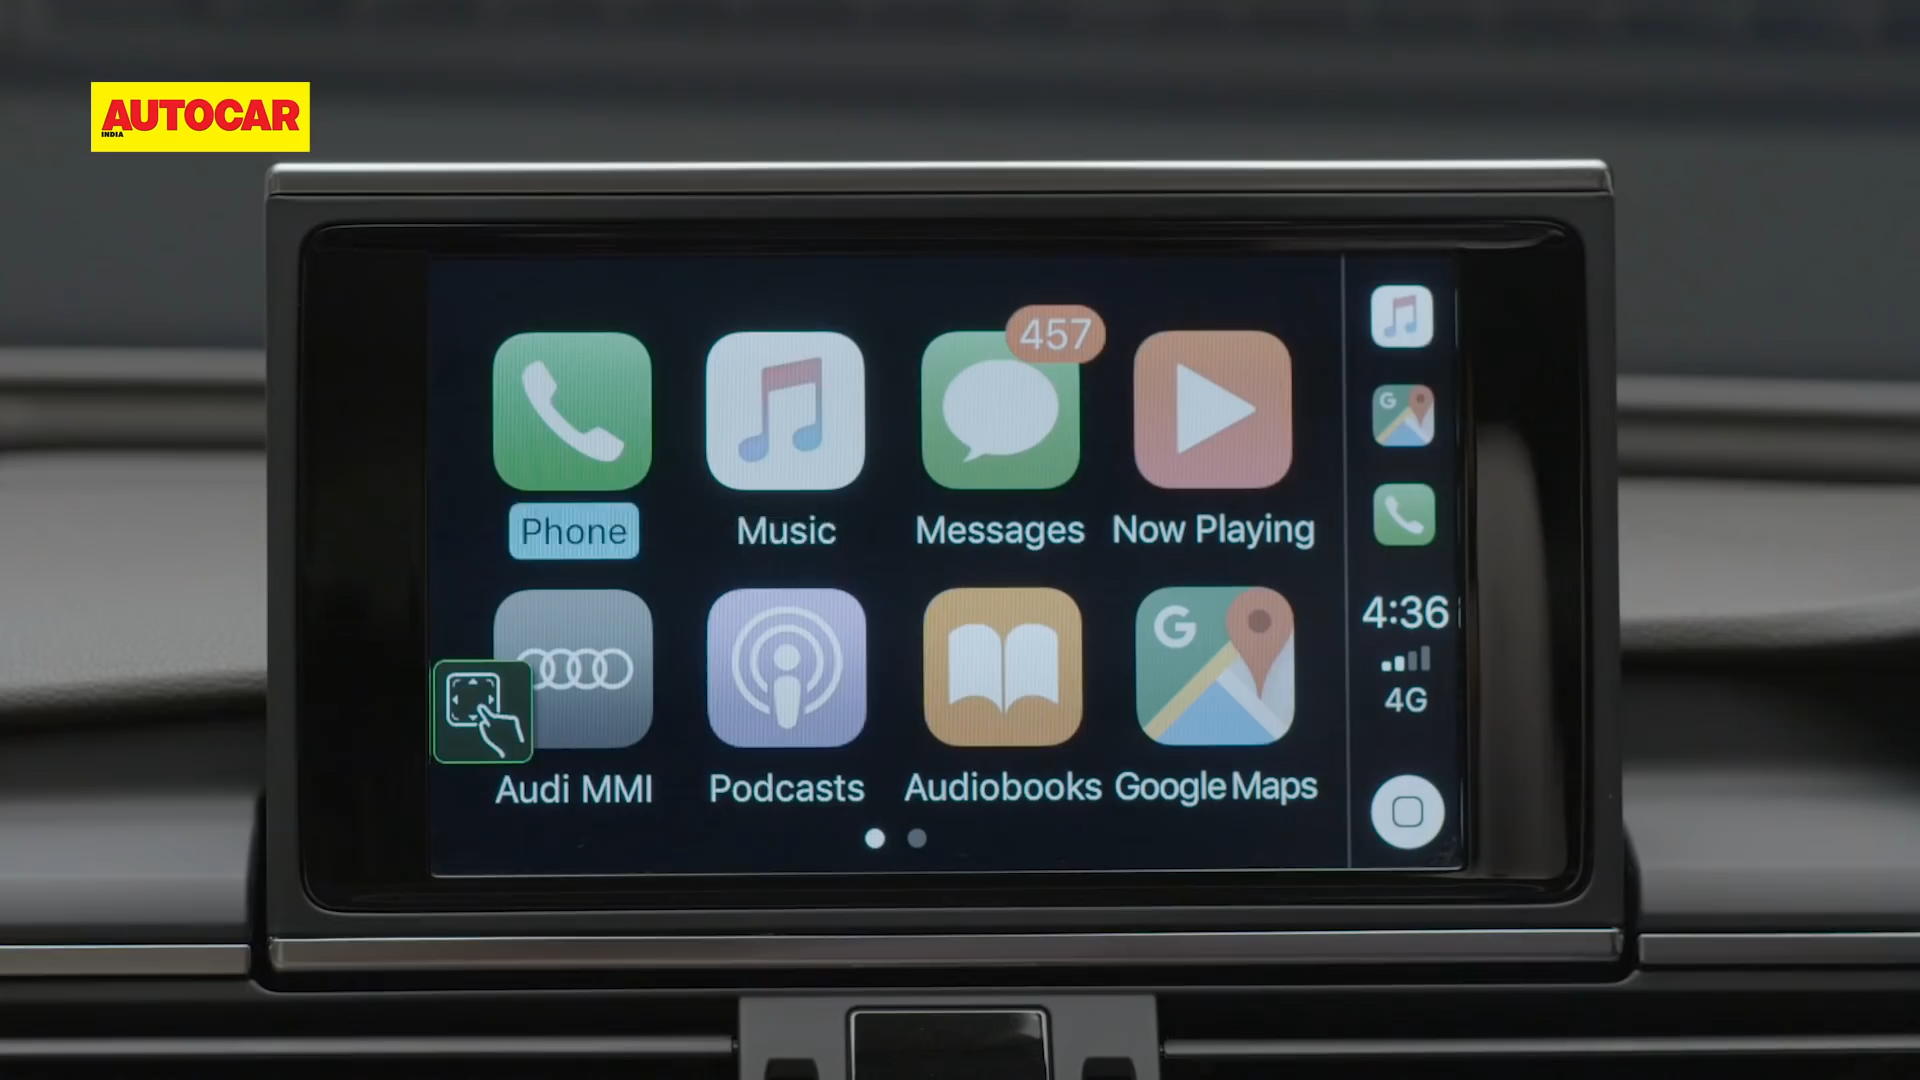 AUTOCAR
INDIA
457
Phone
Music
Messages
Now Playing
4:36
G
4G
Audi MMI
Podcasts
Audiobooks
Google Maps
G